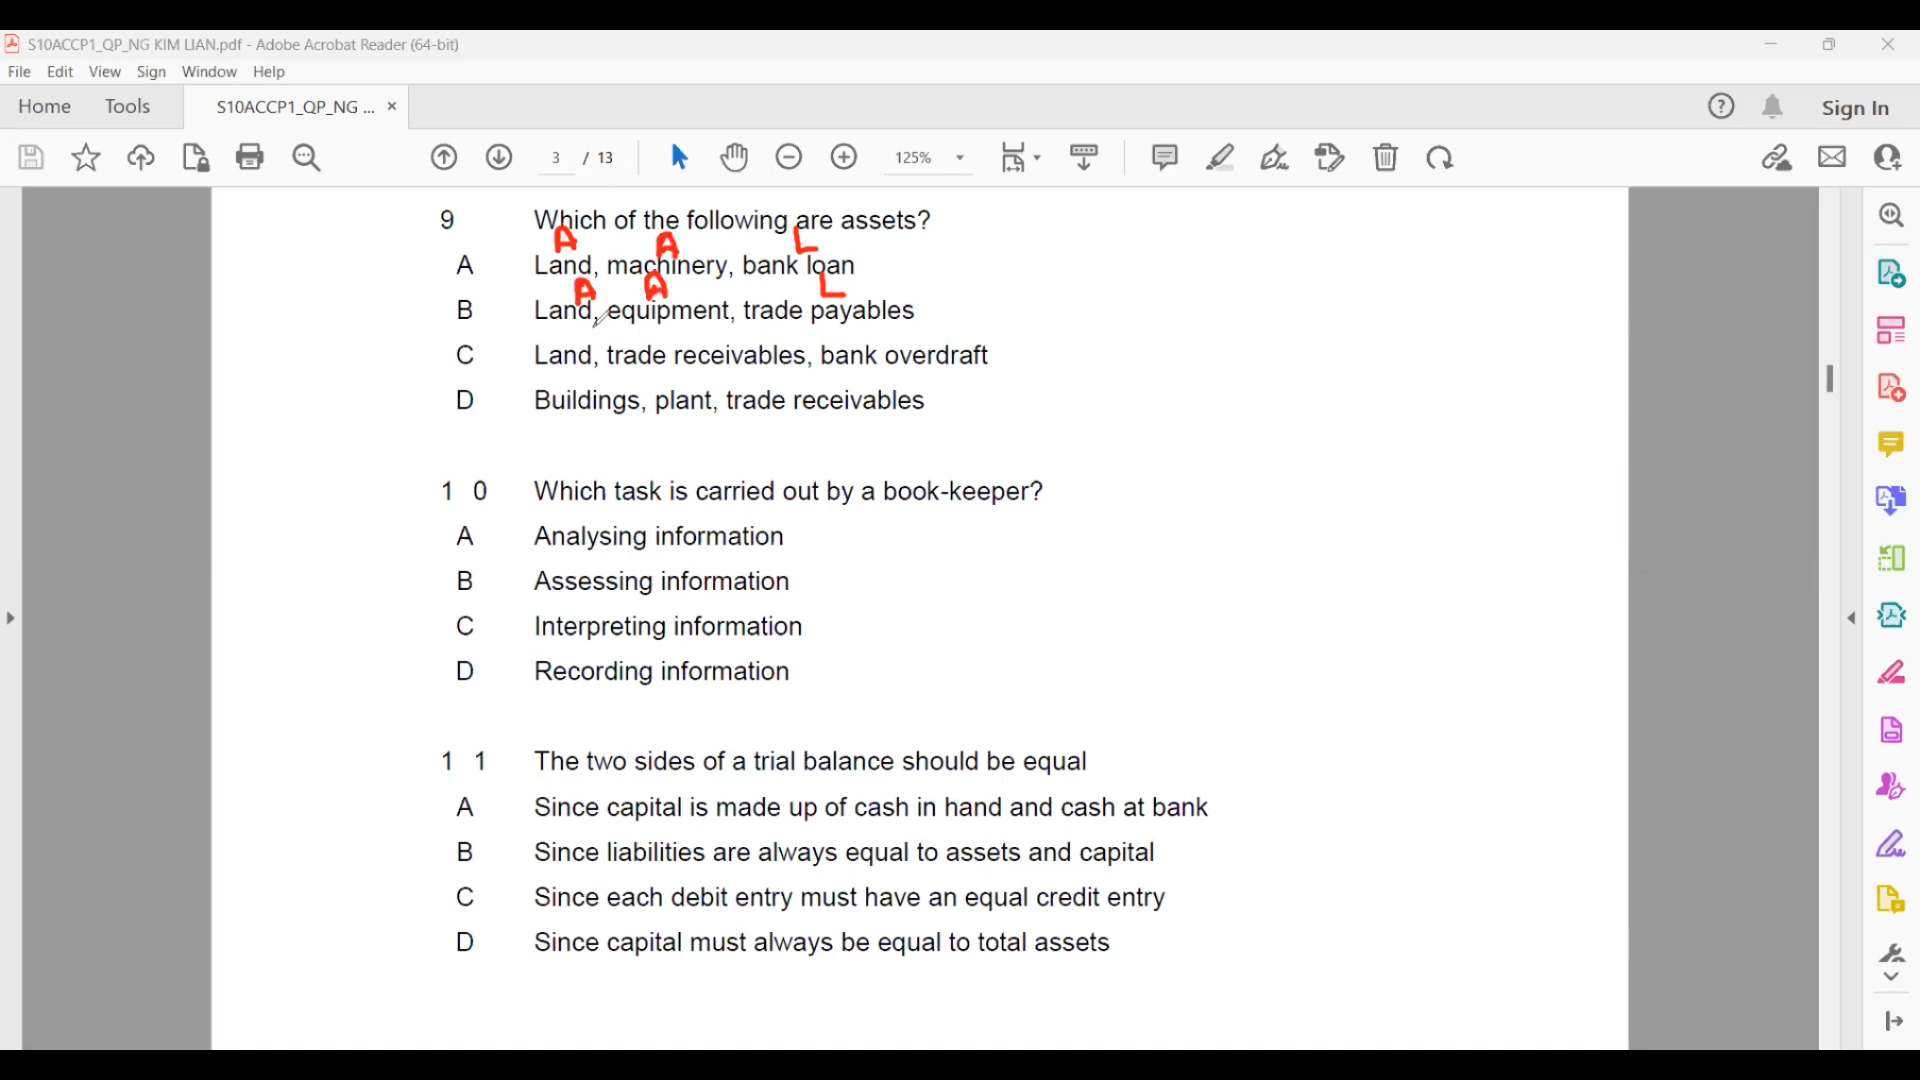 S10ACCP1_QP_NG KIM LIAN.pdf - Adobe Acrobat Reader (64-bit)
File Edit View Sign Window Help
Home Tools S10ACCP1_QP_NG ... × Sign In
3 / 13 125%
9 Which of the following are assets?
A A L
A Land, machinery, bank loan
A A L
B Land, equipment, trade payables
C Land, trade receivables, bank overdraft
D Buildings, plant, trade receivables
1 0 Which task is carried out by a book-keeper?
A Analysing information
B Assessing information
C Interpreting information
D Recording information
1 1 The two sides of a trial balance should be equal
A Since capital is made up of cash in hand and cash at bank
B Since liabilities are always equal to assets and capital
C Since each debit entry must have an equal credit entry
D Since capital must always be equal to total assets